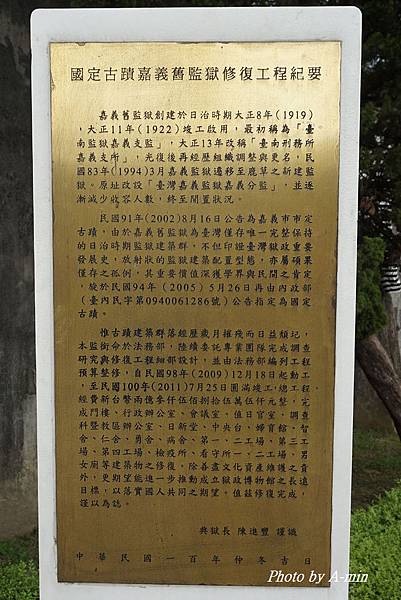 國定古蹟嘉義舊監獄修復工程紀要
嘉義舊監獄創建於日治時期大正8年(1919)
,大正11年(1922)竣工啟用,最初稱為「臺
南監獄嘉義支監」,大正13年改稱「臺南刑務所
嘉義支所」,光復後再經歷組織調整與更名,民
國83年(1994)3月嘉義監獄遷移至鹿草之新建監
獄。原址改設「臺灣嘉義監獄嘉義分監」,並逐
漸減少收容人數,終至閒置狀況。
民國91年(2002)8月16日公告為嘉義市市定
古蹟,由於嘉義舊監獄為臺灣僅存唯一完整保持
的日治時期監獄建築群,不但印證臺灣獄政重要
發展史,放射狀的監獄建築配置型態,亦屬碩果
僅存之孤例,其重要價值深獲學界與民間之肯定
,旋於民國94年(2005)5月26日再由內政部
(臺內民字第0940061286號)公告指定為國定
古蹟。
惟古蹟建築群落經歷歲月摧殘而日益頹圮,
本監銜命於法務部,陸續委託專業團隊完成調查
研究與修復工程細部設計,並由法務部編列工程
預算整修,自民國98年(2009)12月18日起動工
,至民國100年(2011)7月25日圓滿竣工,總工程
經費新台幣兩億參仟伍佰捌拾伍萬伍仟元整,完
成門樓、行政辦公室、會議室、值日官室、調查
科暨教區辦公室、日新堂、中央台、婦育館、智
舍、仁舍、勇舍、病舍、第一、二工場、第三工
場、第四工場、檢疫所、看守所一、二工場、男
女廁等建築物之修復,除善盡文化資產維護之責
外,更期望能進一步推動成立獄政博物館之長遠
目標,以落實國人共同之期望。值茲修復完成,
謹以為誌。
典獄長 陳進豐 謹識
中華民國一百年仲冬吉日
Photo by A-min